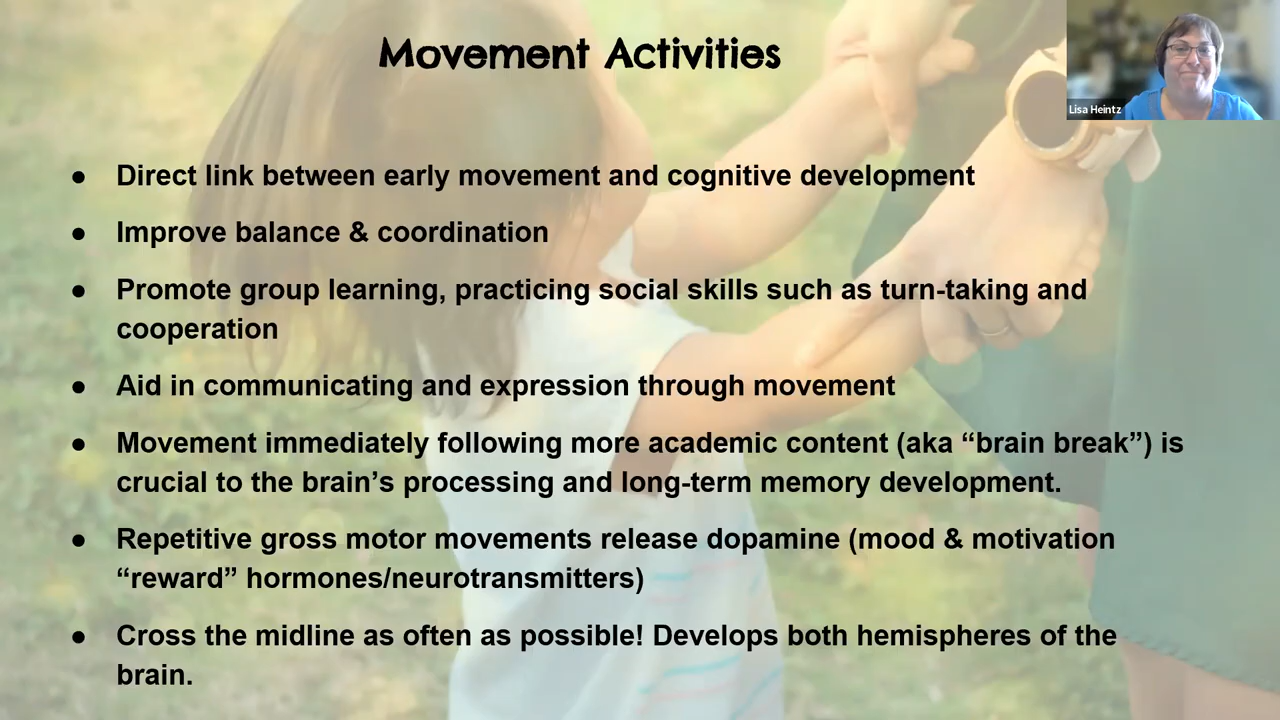 Movement Activities
Lisa Heintz
● Direct link between early movement and cognitive development
● Improve balance & coordination
● Promote group learning, practicing social skills such as turn-taking and
cooperation
● Aid in communicating and expression through movement
● Movement immediately following more academic content (aka “brain break”) is
crucial to the brain’s processing and long-term memory development.
● Repetitive gross motor movements release dopamine (mood & motivation
“reward” hormones/neurotransmitters)
● Cross the midline as often as possible! Develops both hemispheres of the
brain.